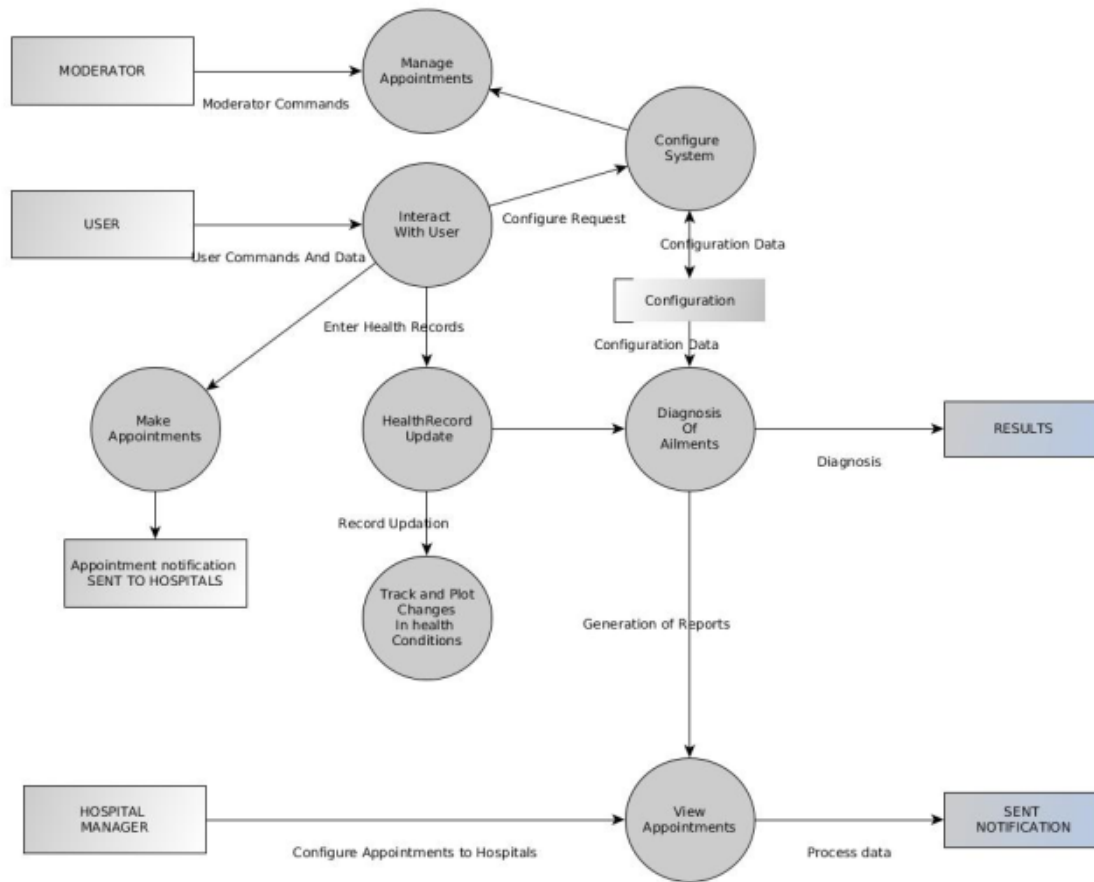 MODERATOR
Moderator Commands
Manage
Appointments
Configure
System
USER
User Commands And Data
Interact
With User
Configure Request
Configuration Data
Configuration
Configuration Data
Enter Health Records
Make
Appointments
HealthRecord
Update
Diagnosis
Of
Ailments
Diagnosis
RESULTS
Appointment notification
SENT TO HOSPITALS
Record Updation
Track and Plot
Changes
In health
Conditions
Generation of Reports
HOSPITAL
MANAGER
Configure Appointments to Hospitals
View
Appointments
Process data
SENT
NOTIFICATION